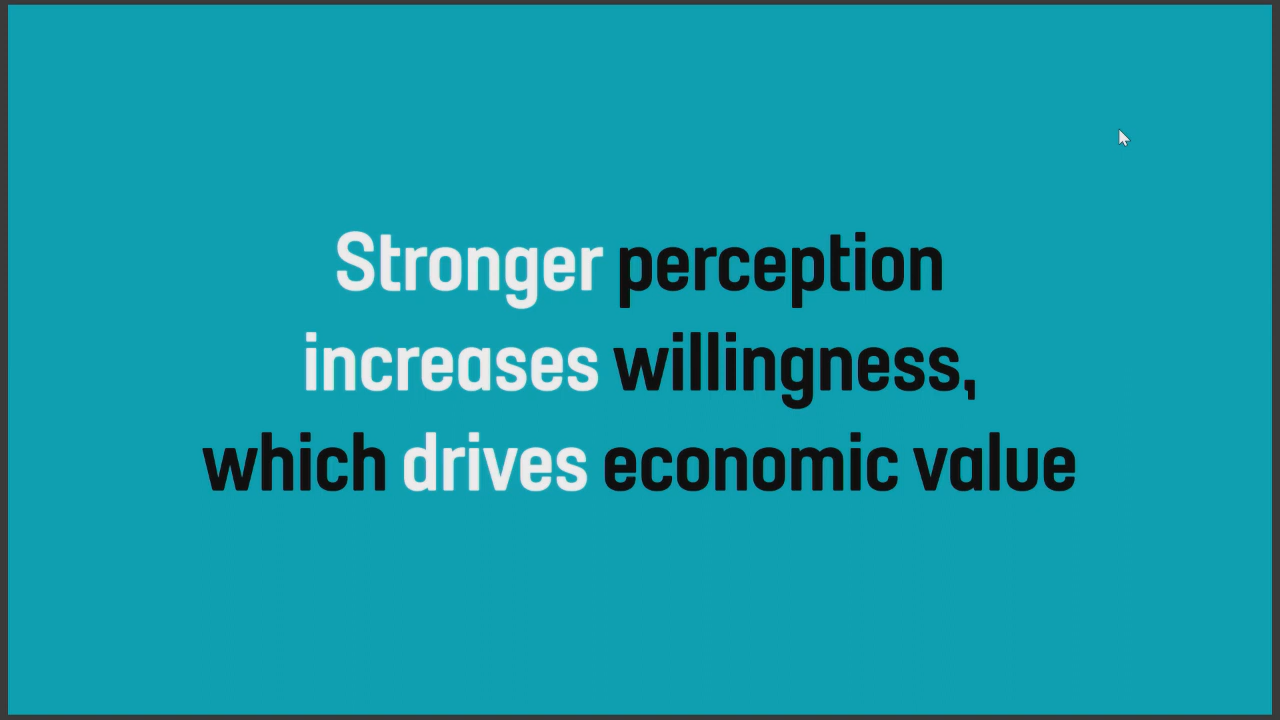 Stronger perception
increases willingness,
which drives economic value